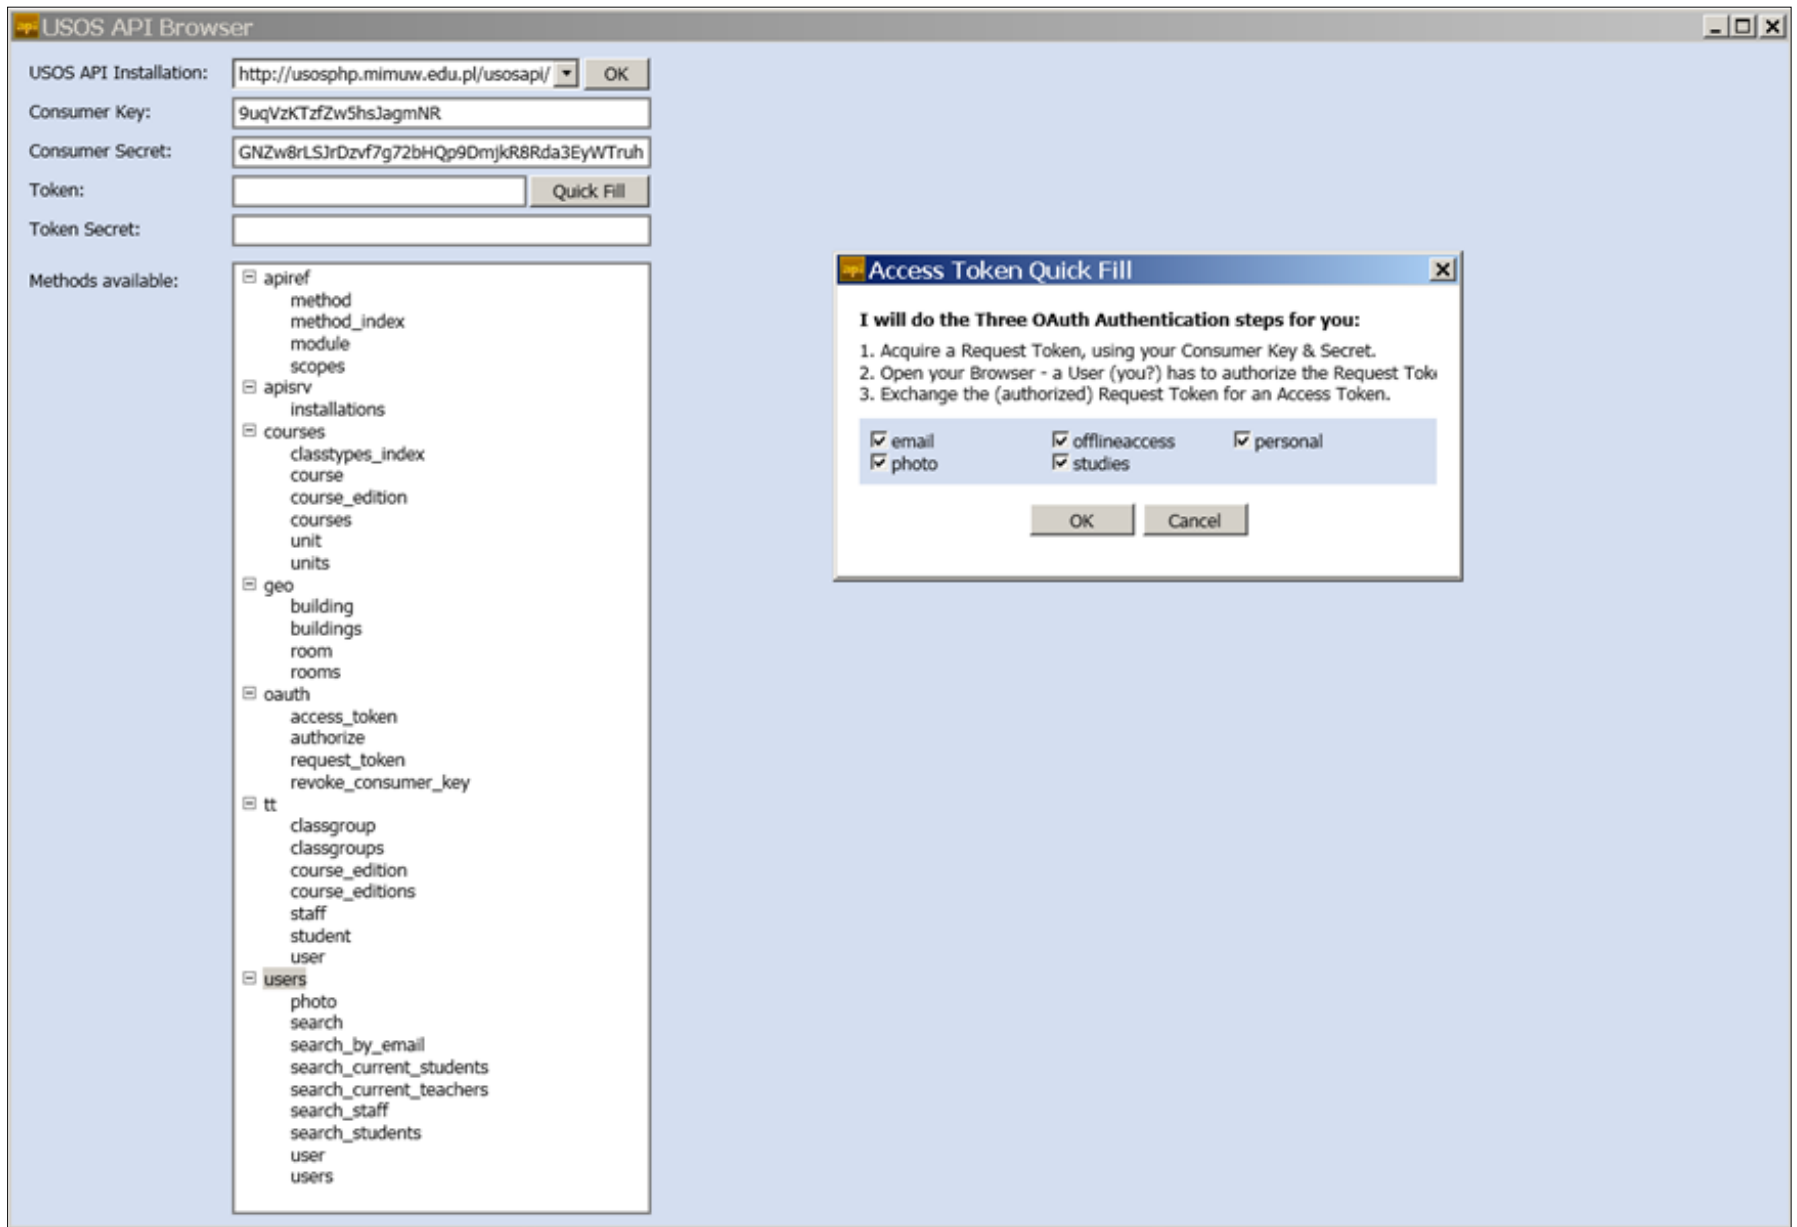 api USOS API Browser
USOS API Installation: http://usosphp.mimuw.edu.pl/usosapi/ OK
Consumer Key: 9uqVzKTzfZw5hsJagmNR
Consumer Secret: GNZw8rLSJrDzvf7g72bHQp9DmjkR8Rda3EyWTruh
Token: Quick Fill
Token Secret:
Methods available:
apiref
method
method_index
module
scopes
apisrv
installations
courses
classtypes_index
course
course_edition
courses
unit
units
geo
building
buildings
room
rooms
oauth
access_token
authorize
request_token
revoke_consumer_key
tt
classgroup
classgroups
course_edition
course_editions
staff
student
user
users
photo
search
search_by_email
search_current_students
search_current_teachers
search_staff
search_students
user
users
api Access Token Quick Fill
I will do the Three OAuth Authentication steps for you:
1. Acquire a Request Token, using your Consumer Key & Secret.
2. Open your Browser - a User (you?) has to authorize the Request Toke
3. Exchange the (authorized) Request Token for an Access Token.
email offlineaccess personal
photo studies
OK Cancel